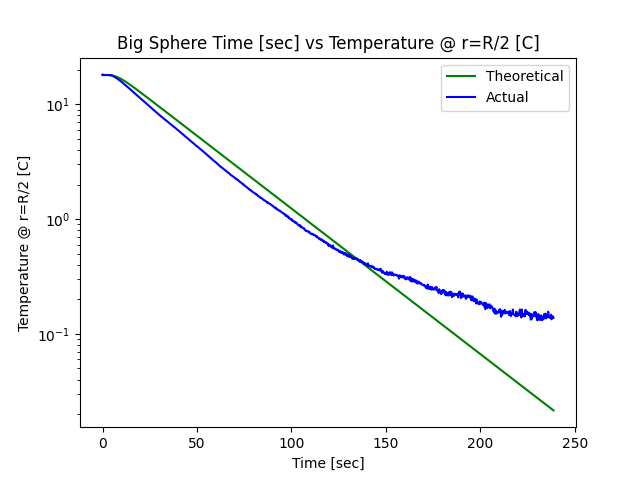 Big Sphere Time [sec] vs Temperature @ r=R/2 [C]
Theoretical
Actual
Temperature @ r=R/2 [C]
10¹
10⁰
10⁻¹
0 50 100 150 200 250
Time [sec]